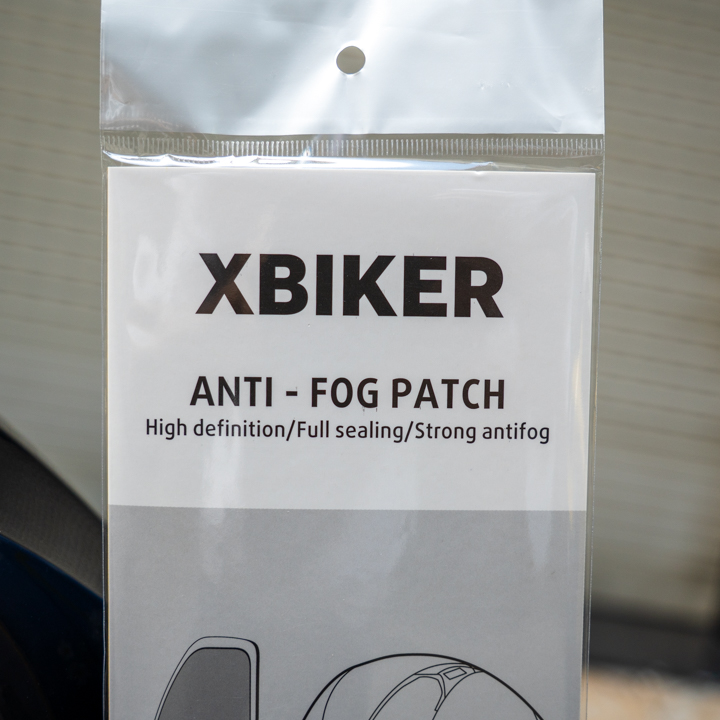 XBIKER
ANTI - FOG PATCH
High definition/Full sealing/Strong antifog